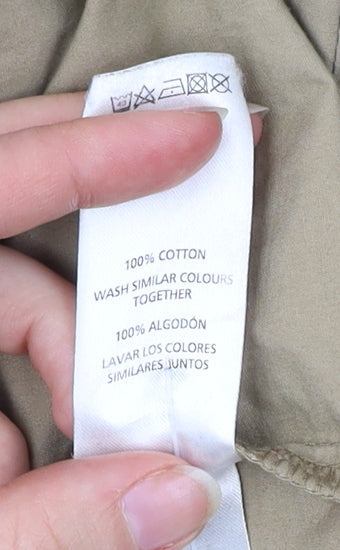 100% COTTON
WASH SIMILAR COLOURS
TOGETHER
100% ALGODÓN
LAVAR LOS COLORES
SIMILARES JUNTOS